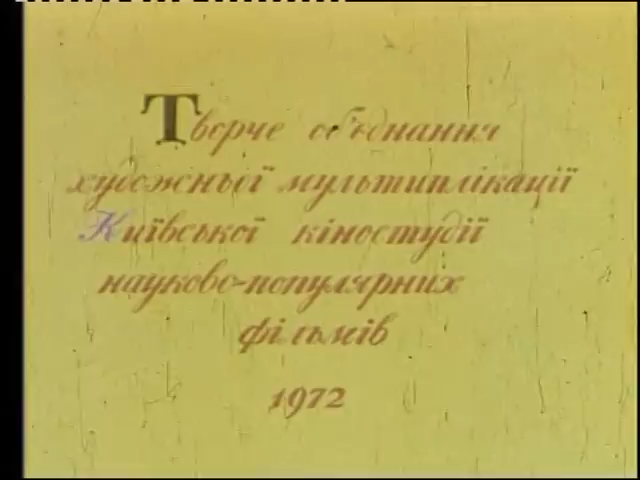 Творче об'єднання
художньої мультиплікації
Київської кіностудії
науково-популярних
фільмів
1972